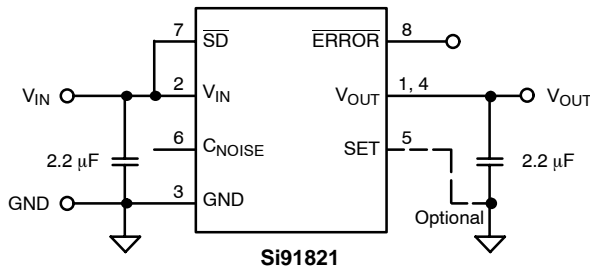 7
SD
ERROR
8
VIN
2
VIN
VOUT
1, 4
VOUT
6
CNOISE
SET
5
2.2 μF
2.2 μF
GND
3
GND
Optional
Si91821